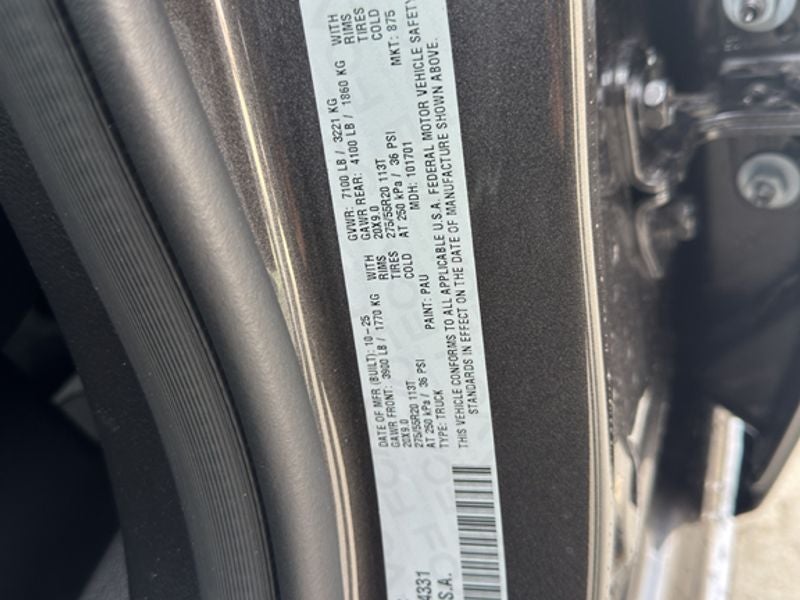 DATE OF MFR (BUILT): 10-25 GVWR: 7100 LB / 3221 KG
GAWR FRONT: 3900 LB / 1770 KG WITH GAWR REAR: 4100 LB / 1860 KG WITH
20X9.0 RIMS 20X9.0 RIMS
275/55R20 113T TIRES 275/55R20 113T TIRES
AT 250 kPa / 36 PSI COLD AT 250 kPa / 36 PSI COLD
TYPE: TRUCK PAINT: PAU MDH: 101701 MKT: 875
THIS VEHICLE CONFORMS TO ALL APPLICABLE U.S.A. FEDERAL MOTOR VEHICLE SAFETY
STANDARDS IN EFFECT ON THE DATE OF MANUFACTURE SHOWN ABOVE.
4331
S.A.